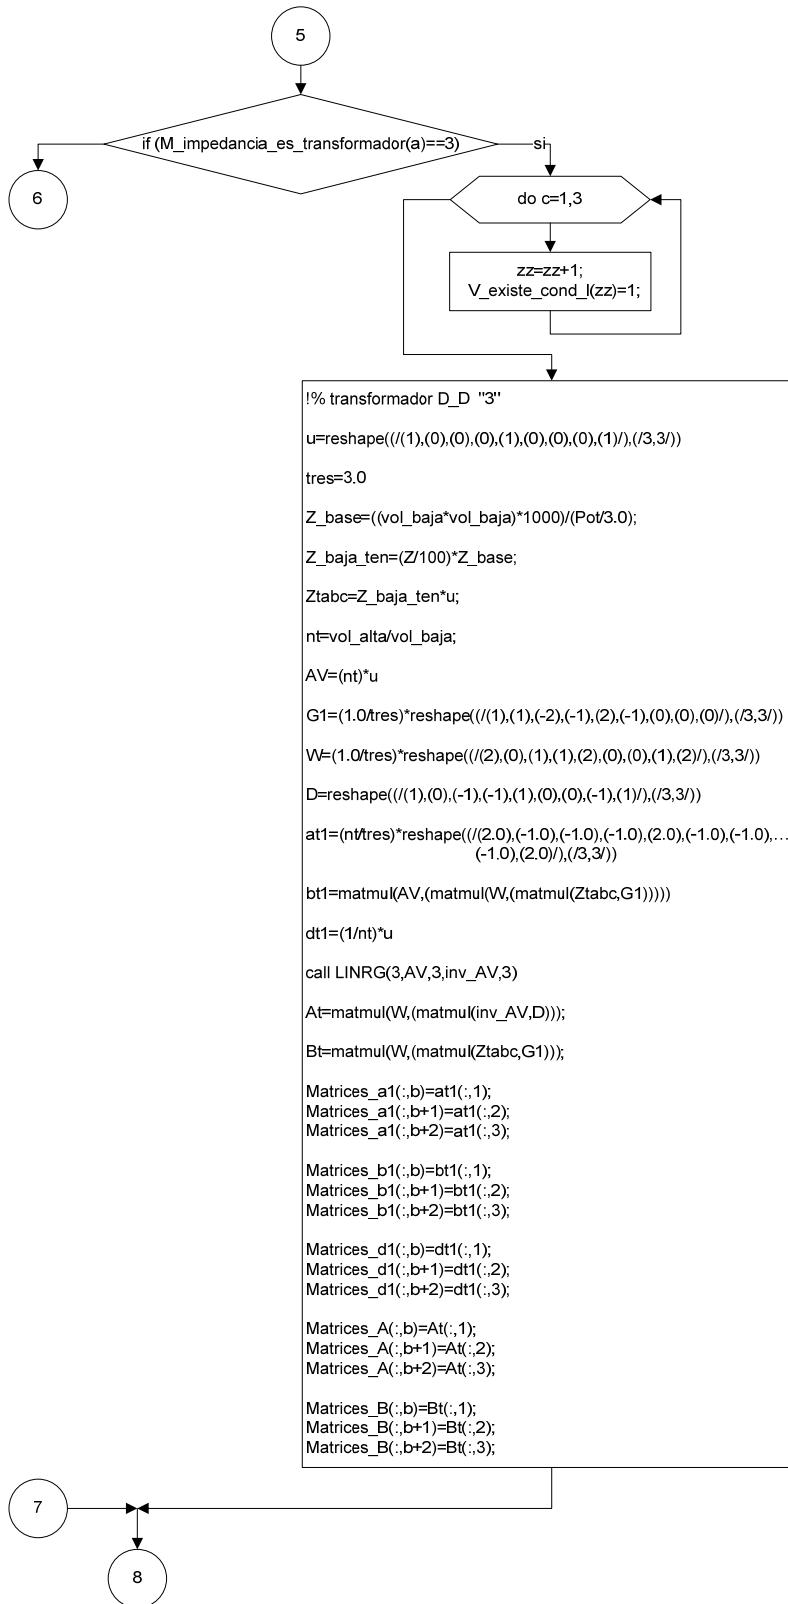 5
if (M_impedancia_es_transformador(a)==3)
si
6
do c=1,3
zz=zz+1;
V_existe_cond_I(zz)=1;
!% transformador D_D "3"
u=reshape((/(1),(0),(0),(0),(1),(0),(0),(0),(1)/),(/3,3/))
tres=3.0
Z_base=((vol_baja*vol_baja)*1000)/(Pot/3.0);
Z_baja_ten=(Z/100)*Z_base;
Ztabc=Z_baja_ten*u;
nt=vol_alta/vol_baja;
AV=(nt)*u
G1=(1.0/tres)*reshape((/(1),(1),(-2),(-1),(2),(-1),(0),(0),(0)/),(/3,3/))
W=(1.0/tres)*reshape((/(2),(0),(1),(1),(2),(0),(0),(1),(2)/),(/3,3/))
D=reshape((/(1),(0),(-1),(-1),(1),(0),(0),(-1),(1)/),(/3,3/))
at1=(nt/tres)*reshape((/(2.0),(-1.0),(-1.0),(-1.0),(2.0),(-1.0),(-1.0),…
(-1.0),(2.0)/),(/3,3/))
bt1=matmul(AV,(matmul(W,(matmul(Ztabc,G1)))))
dt1=(1/nt)*u
call LINRG(3,AV,3,inv_AV,3)
At=matmul(W,(matmul(inv_AV,D)));
Bt=matmul(W,(matmul(Ztabc,G1)));
Matrices_a1(:,b)=at1(:,1);
Matrices_a1(:,b+1)=at1(:,2);
Matrices_a1(:,b+2)=at1(:,3);
Matrices_b1(:,b)=bt1(:,1);
Matrices_b1(:,b+1)=bt1(:,2);
Matrices_b1(:,b+2)=bt1(:,3);
Matrices_d1(:,b)=dt1(:,1);
Matrices_d1(:,b+1)=dt1(:,2);
Matrices_d1(:,b+2)=dt1(:,3);
Matrices_A(:,b)=At(:,1);
Matrices_A(:,b+1)=At(:,2);
Matrices_A(:,b+2)=At(:,3);
Matrices_B(:,b)=Bt(:,1);
Matrices_B(:,b+1)=Bt(:,2);
Matrices_B(:,b+2)=Bt(:,3);
7
8